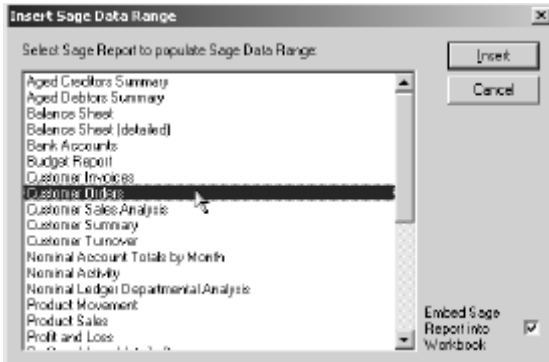 Insert Sage Data Range
Select Sage Report to populate Sage Data Range:
Insert
Cancel
Aged Creditors Summary
Aged Debtors Summary
Balance Sheet
Balance Sheet (detailed)
Bank Accounts
Budget Report
Customer Invoices
Customer Orders
Customer Sales Analysis
Customer Summary
Customer Turnover
Nominal Account Totals by Month
Nominal Activity
Nominal Ledger Departmental Analysis
Product Movement
Product Sales
Profit and Loss
Embed Sage
Report into
Workbook